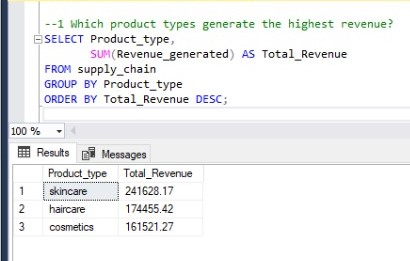 --1 Which product types generate the highest revenue?
SELECT Product_type,
SUM(Revenue_generated) AS Total_Revenue
FROM supply_chain
GROUP BY Product_type
ORDER BY Total_Revenue DESC;
100 %
Results Messages
Product_type Total_Revenue
1 skincare 241628.17
2 haircare 174455.42
3 cosmetics 161521.27